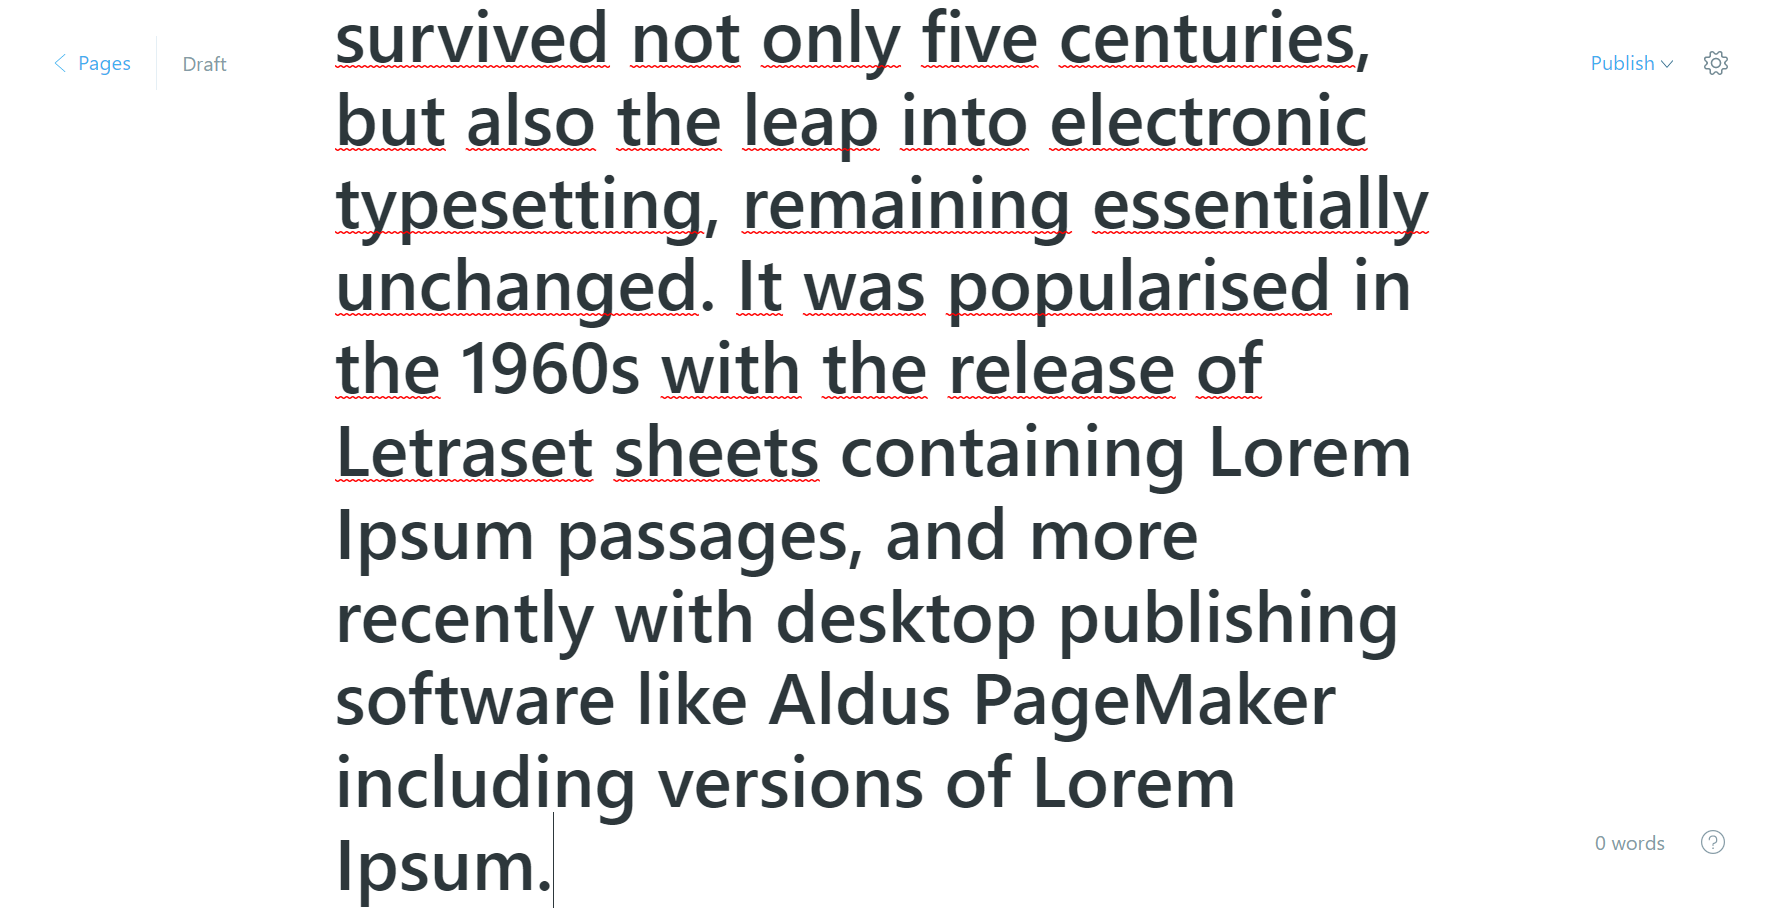 Pages
Draft
Publish
survived not only five centuries,
but also the leap into electronic
typesetting, remaining essentially
unchanged. It was popularised in
the 1960s with the release of
Letraset sheets containing Lorem
Ipsum passages, and more
recently with desktop publishing
software like Aldus PageMaker
including versions of Lorem
Ipsum.
0 words
?